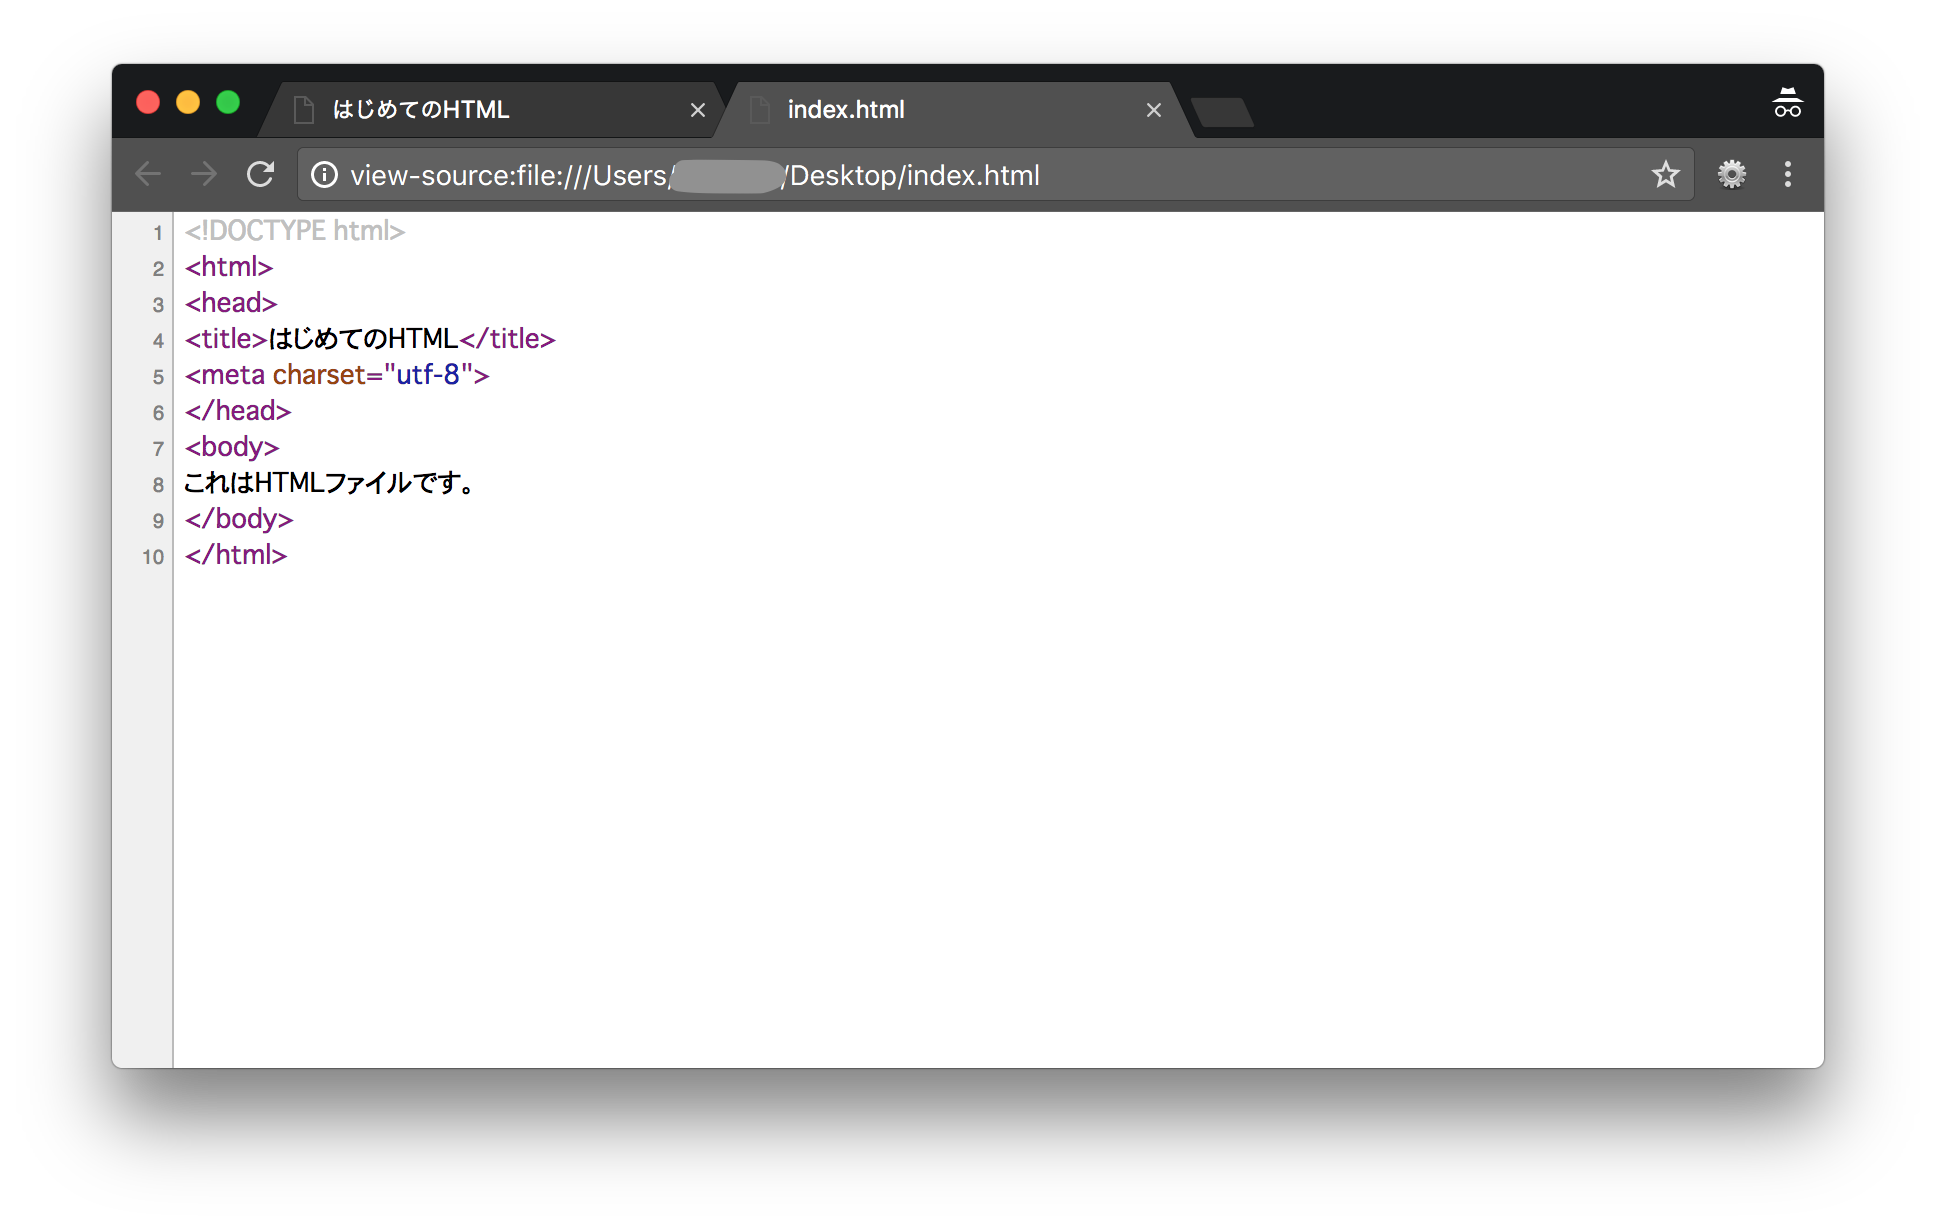 はじめてのHTML
index.html
view-source:file:///Users/ /Desktop/index.html
1 <!DOCTYPE html>
2 <html>
3 <head>
4 <title>はじめてのHTML</title>
5 <meta charset="utf-8">
6 </head>
7 <body>
8 これはHTMLファイルです。
9 </body>
10 </html>